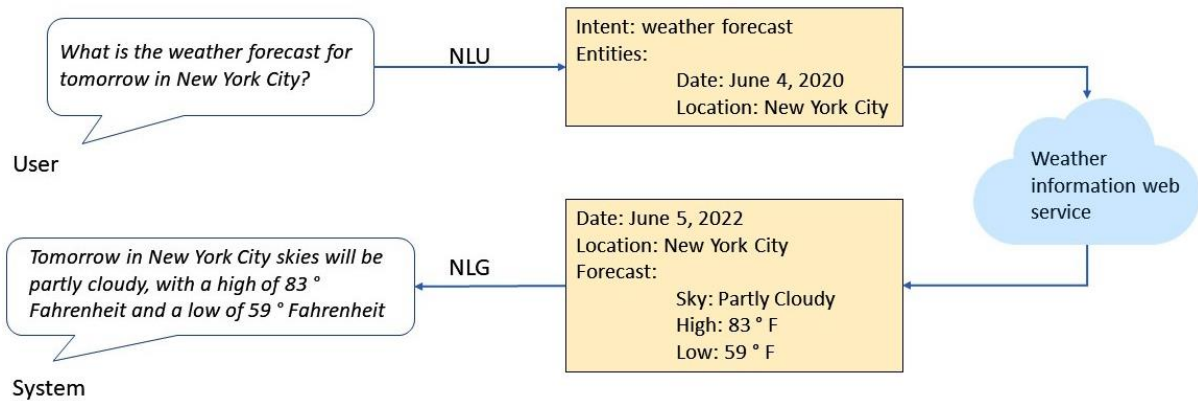 What is the weather forecast for
tomorrow in New York City?
User
NLU
Intent: weather forecast
Entities:
Date: June 4, 2020
Location: New York City
Weather
information web
service
Date: June 5, 2022
Location: New York City
Forecast:
Sky: Partly Cloudy
High: 83 ° F
Low: 59 ° F
NLG
Tomorrow in New York City skies will be
partly cloudy, with a high of 83 °
Fahrenheit and a low of 59 ° Fahrenheit
System